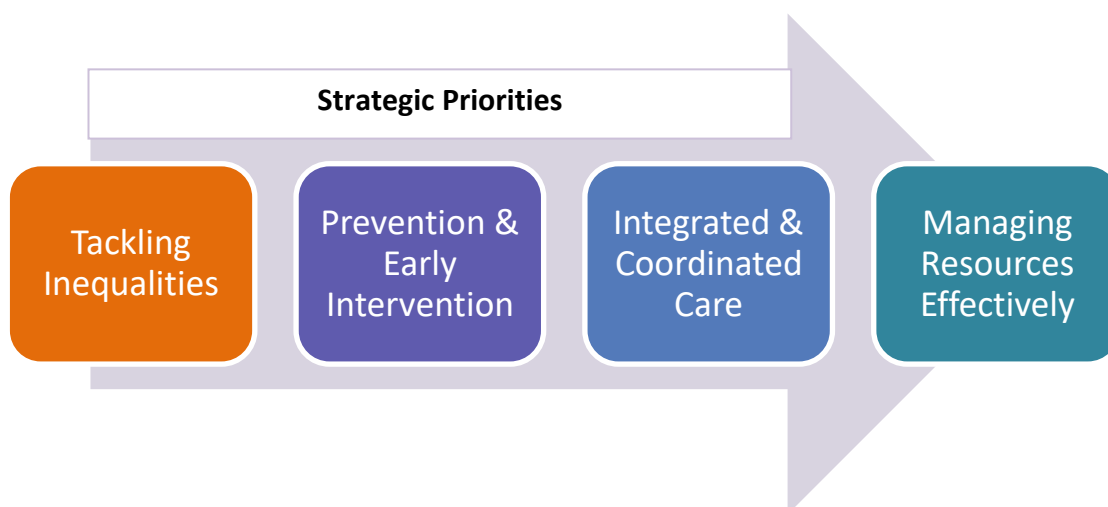 Strategic Priorities
Tackling
Inequalities
Prevention &
Early
Intervention
Integrated &
Coordinated
Care
Managing
Resources
Effectively